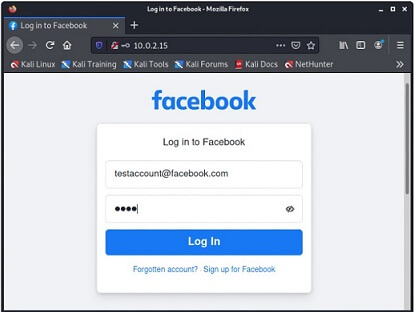 Log in to Facebook - Mozilla Firefox
Log in to Facebook
10.0.2.15
Kali Linux Kali Training Kali Tools Kali Forums Kali Docs NetHunter
facebook
Log in to Facebook
testaccount@facebook.com
Log In
Forgotten account? · Sign up for Facebook